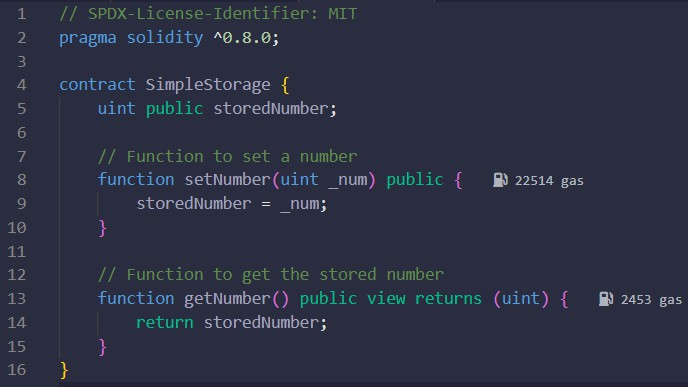 1 // SPDX-License-Identifier: MIT
2 pragma solidity ^0.8.0;
3
4 contract SimpleStorage {
5     uint public storedNumber;
6
7     // Function to set a number
8     function setNumber(uint _num) public {    22514 gas
9         storedNumber = _num;
10     }
11
12     // Function to get the stored number
13     function getNumber() public view returns (uint) {    2453 gas
14         return storedNumber;
15     }
16 }